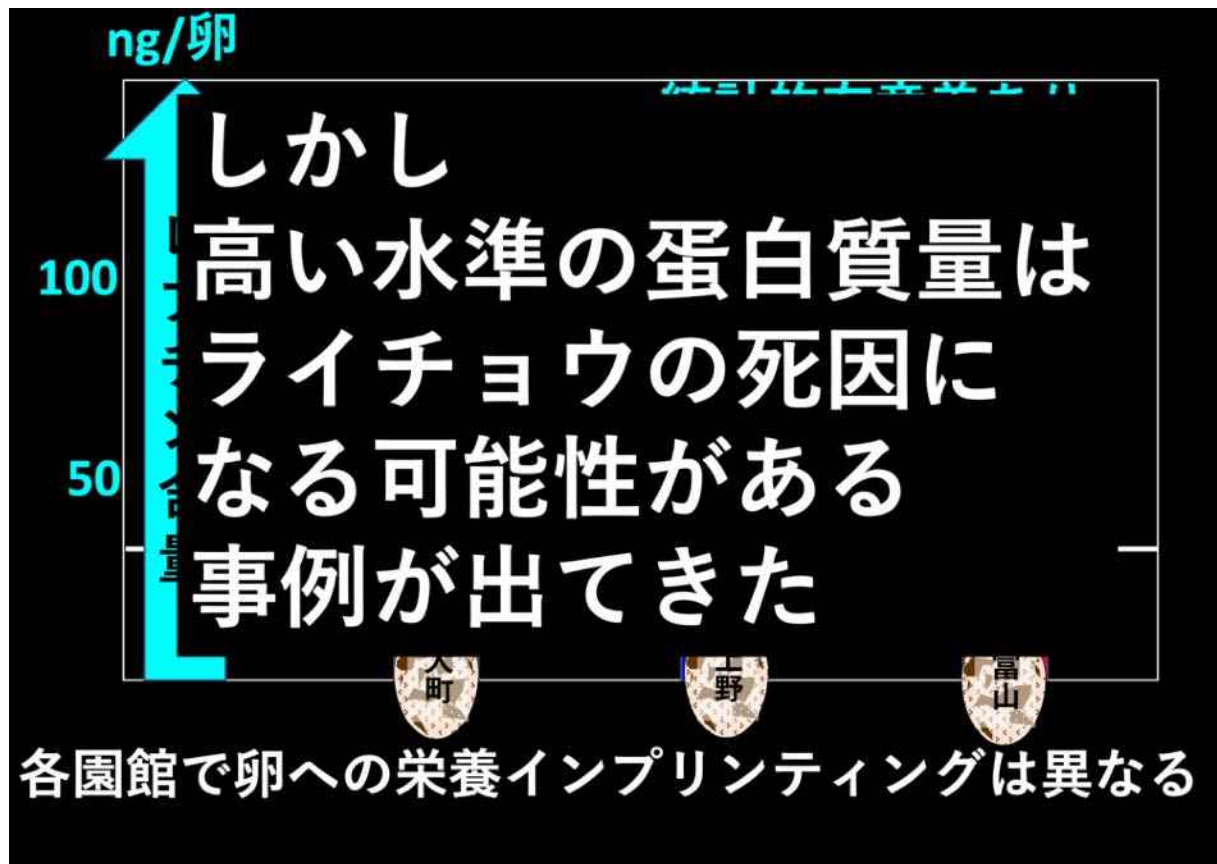 ng/卵
しかし
高い水準の蛋白質量は
ライチョウの死因に
なる可能性がある
事例が出てきた
100
50
大町
上野
富山
各園館で卵への栄養インプリンティングは異なる